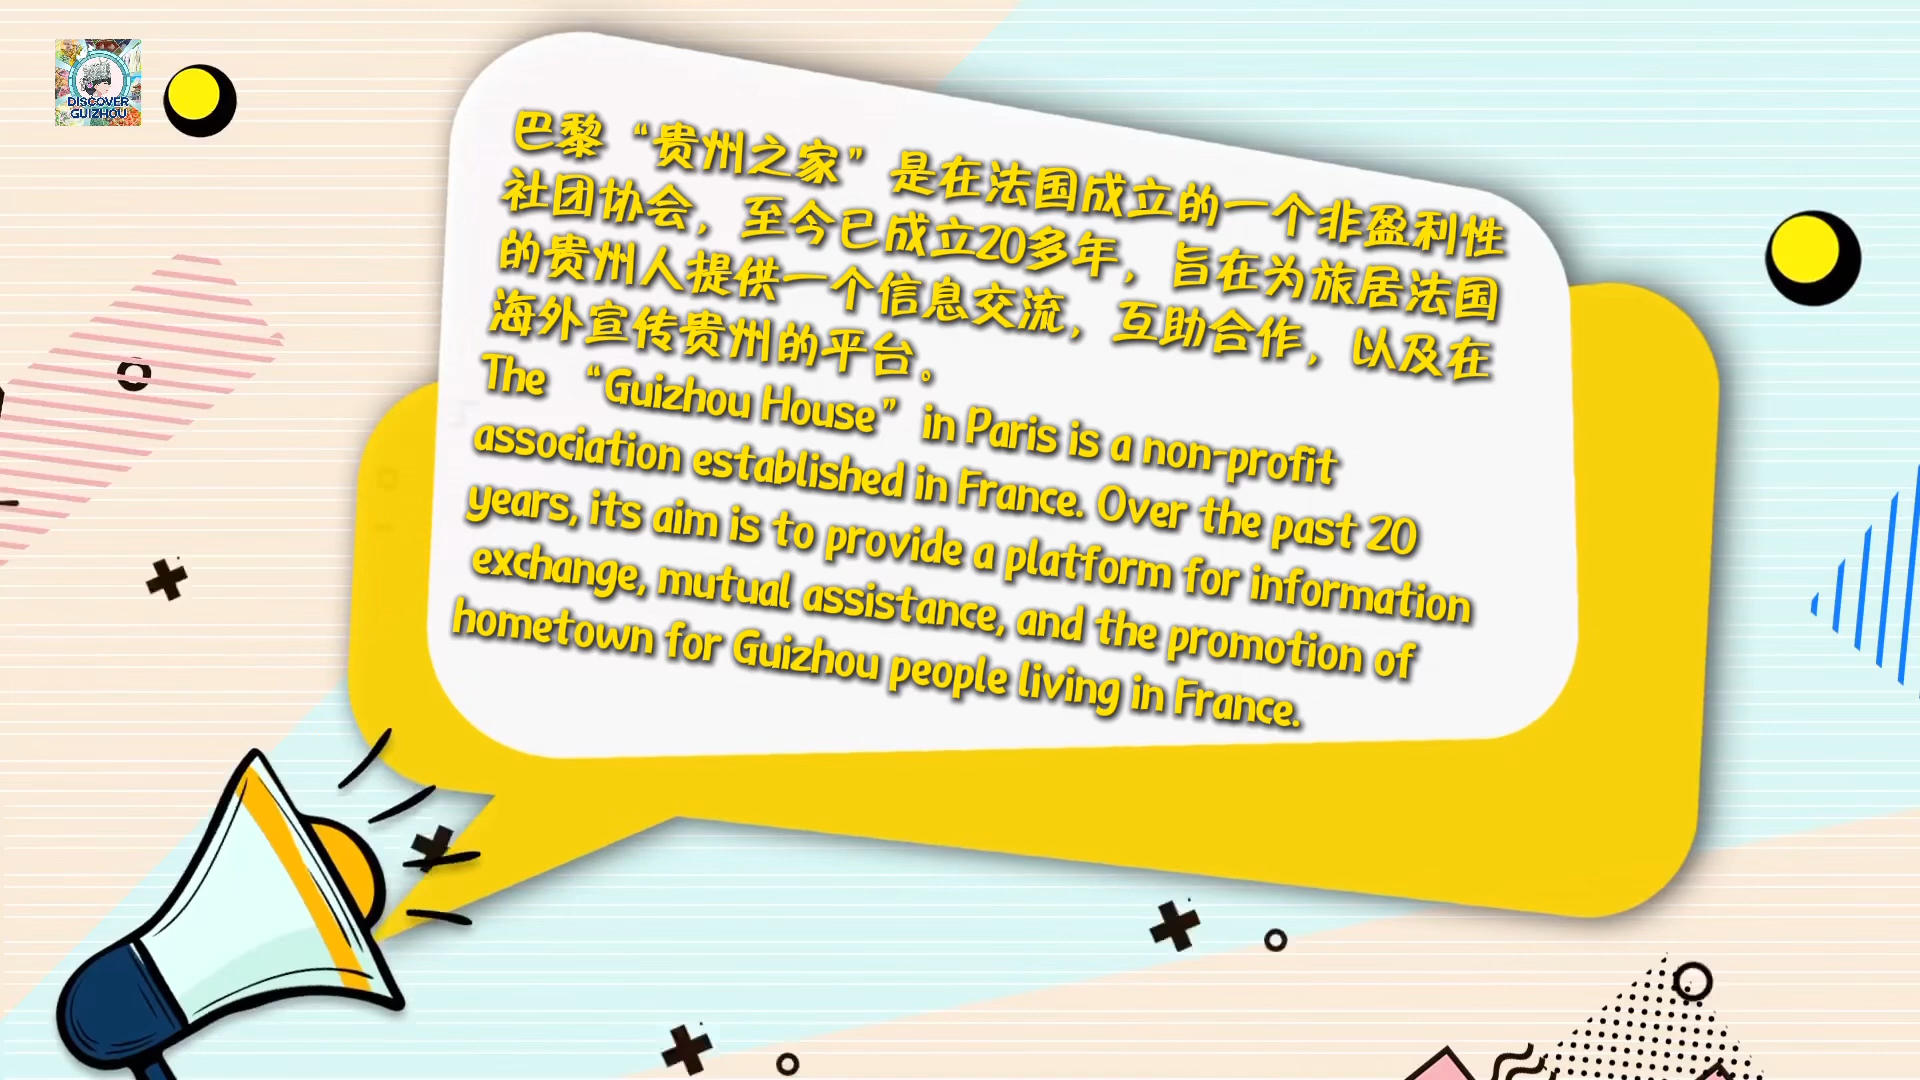 DISCOVER
GUIZHOU
巴黎“贵州之家”是在法国成立的一个非盈利性
社团协会，至今已成立20多年，旨在为旅居法国
的贵州人提供一个信息交流，互助合作，以及在
海外宣传贵州的平台。
The “Guizhou House” in Paris is a non-profit
association established in France. Over the past 20
years, its aim is to provide a platform for information
exchange, mutual assistance, and the promotion of
hometown for Guizhou people living in France.